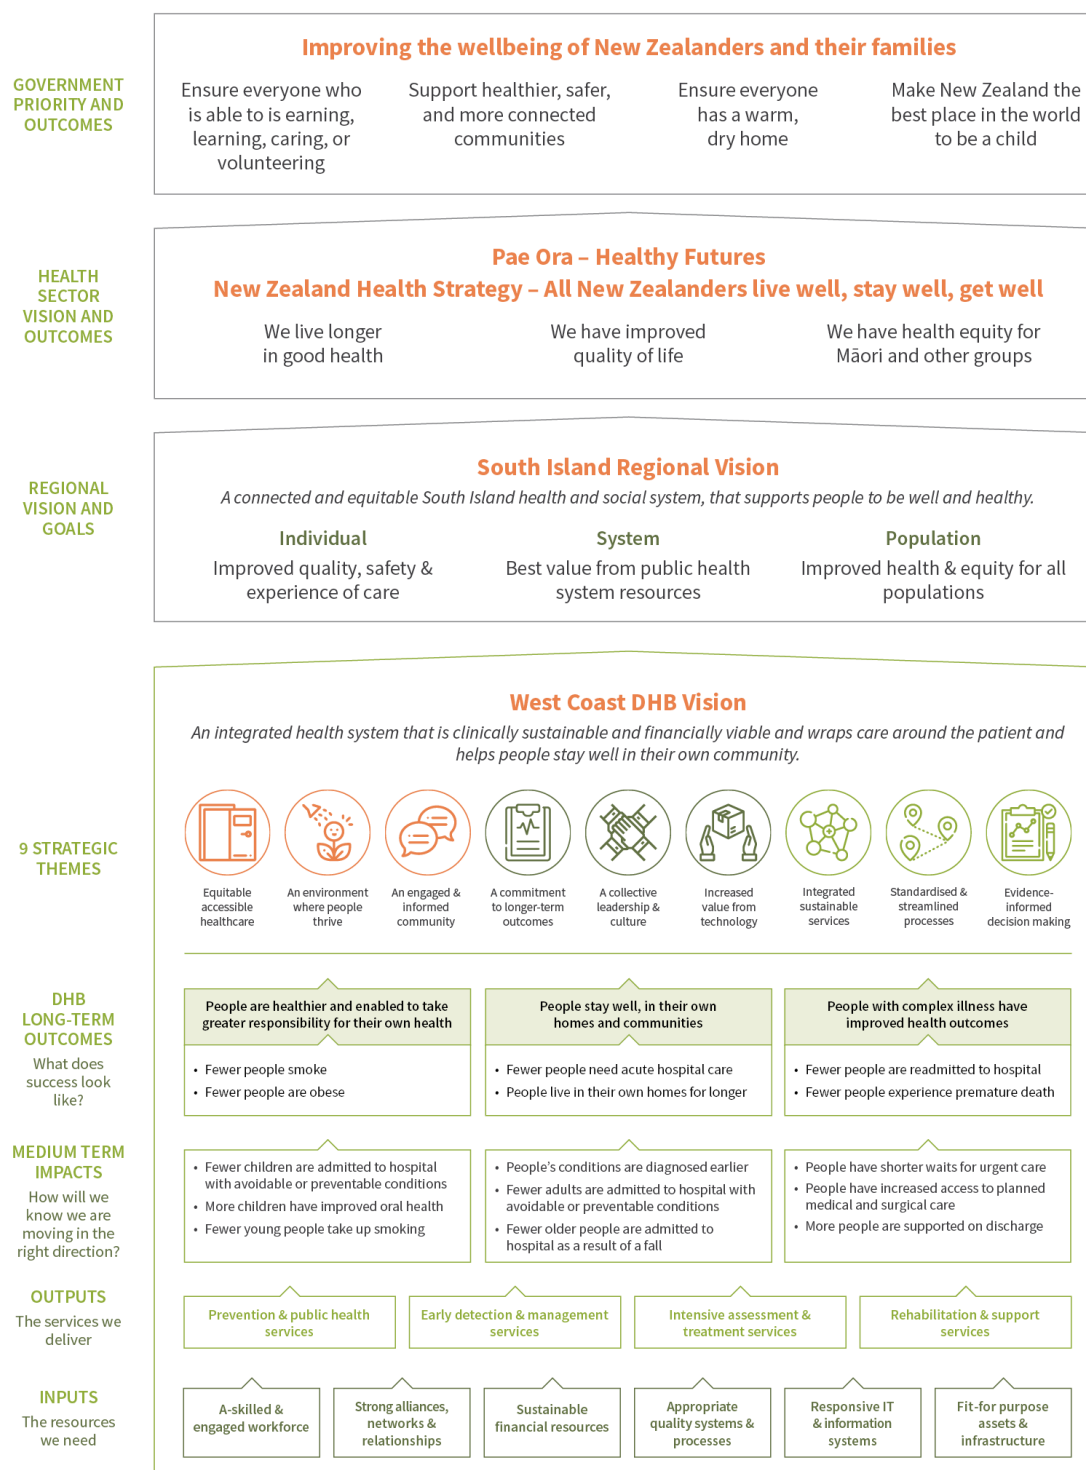 GOVERNMENT
PRIORITY AND
OUTCOMES
Improving the wellbeing of New Zealanders and their families
Ensure everyone who
is able to is earning,
learning, caring, or
volunteering
Support healthier, safer,
and more connected
communities
Ensure everyone
has a warm,
dry home
Make New Zealand the
best place in the world
to be a child
HEALTH
SECTOR
VISION AND
OUTCOMES
Pae Ora – Healthy Futures
New Zealand Health Strategy – All New Zealanders live well, stay well, get well
We live longer
in good health
We have improved
quality of life
We have health equity for
Māori and other groups
REGIONAL
VISION AND
GOALS
South Island Regional Vision
A connected and equitable South Island health and social system, that supports people to be well and healthy.
Individual
Improved quality, safety &
experience of care
System
Best value from public health
system resources
Population
Improved health & equity for all
populations
West Coast DHB Vision
An integrated health system that is clinically sustainable and financially viable and wraps care around the patient and
helps people stay well in their own community.
9 STRATEGIC
THEMES
Equitable
accessible
healthcare
An environment
where people
thrive
An engaged &
informed
community
A commitment
to longer-term
outcomes
A collective
leadership &
culture
Increased
value from
technology
Integrated
sustainable
services
Standardised &
streamlined
processes
Evidence-
informed
decision making
DHB
LONG-TERM
OUTCOMES
What does
success look
like?
People are healthier and enabled to take
greater responsibility for their own health
• Fewer people smoke
• Fewer people are obese
People stay well, in their own
homes and communities
• Fewer people need acute hospital care
• People live in their own homes for longer
People with complex illness have
improved health outcomes
• Fewer people are readmitted to hospital
• Fewer people experience premature death
MEDIUM TERM
IMPACTS
How will we
know we are
moving in the
right direction?
• Fewer children are admitted to hospital
with avoidable or preventable conditions
• More children have improved oral health
• Fewer young people take up smoking
• People's conditions are diagnosed earlier
• Fewer adults are admitted to hospital with
avoidable or preventable conditions
• Fewer older people are admitted to
hospital as a result of a fall
• People have shorter waits for urgent care
• People have increased access to planned
medical and surgical care
• More people are supported on discharge
OUTPUTS
The services we
deliver
Prevention & public health
services
Early detection & management
services
Intensive assessment &
treatment services
Rehabilitation & support
services
INPUTS
The resources
we need
A-skilled &
engaged workforce
Strong alliances,
networks &
relationships
Sustainable
financial resources
Appropriate
quality systems &
processes
Responsive IT
& information
systems
Fit-for purpose
assets &
infrastructure